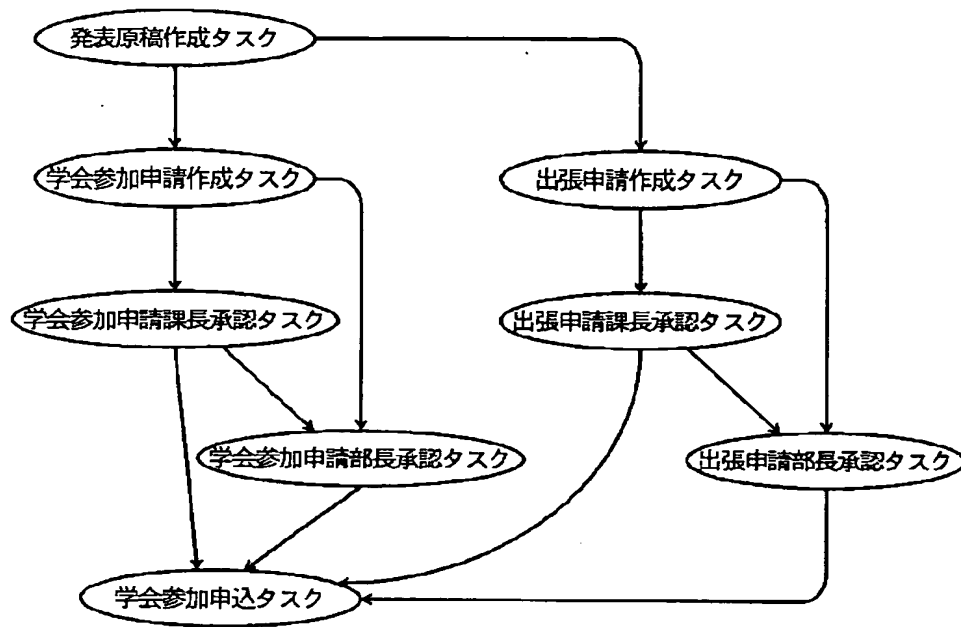 発表原稿作成タスク
学会参加申請作成タスク
出張申請作成タスク
学会参加申請課長承認タスク
出張申請課長承認タスク
学会参加申請部長承認タスク
出張申請部長承認タスク
学会参加申込タスク